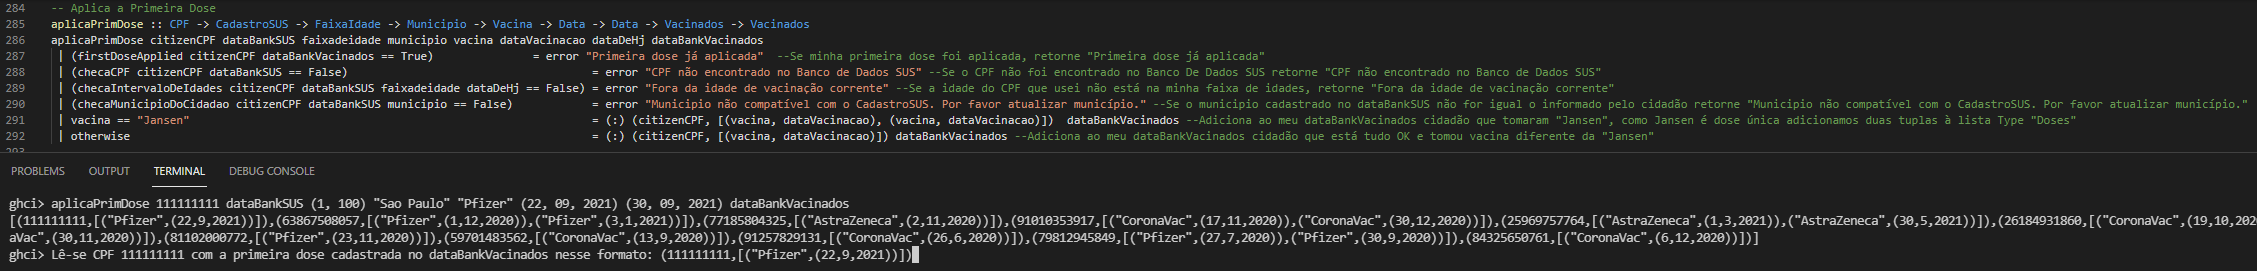 284 -- Aplica a Primeira Dose
285 aplicaPrimDose :: CPF -> CadastroSUS -> FaixaIdade -> Municipio -> Vacina -> Data -> Data -> Vacinados -> Vacinados
286 aplicaPrimDose citizenCPF dataBankSUS faixadeidade municipio vacina dataVacinacao dataDeHj dataBankVacinados
287 | (firstDoseApplied citizenCPF dataBankVacinados == True) = error "Primeira dose já aplicada" --Se minha primeira dose foi aplicada, retorne "Primeira dose já aplicada"
288 | (checaCPF citizenCPF dataBankSUS == False) = error "CPF não encontrado no Banco de Dados SUS" --Se o CPF não foi encontrado no Banco De Dados SUS retorne "CPF não encontrado no Banco de Dados SUS"
289 | (checaIntervaloDeIdades citizenCPF dataBankSUS faixadeidade dataDeHj == False) = error "Fora da idade de vacinação corrente" --Se a idade do CPF que usei não está na minha faixa de idades, retorne "Fora da idade de vacinação corrente"
290 | (checaMunicipioDoCidadao citizenCPF dataBankSUS municipio == False) = error "Municipio não compatível com o CadastroSUS. Por favor atualizar município." --Se o municipio cadastrado no dataBankSUS não for igual o informado pelo cidadão retorne "Municipio não compatível com o CadastroSUS. Por favor atualizar município."
291 | vacina == "Jansen" = (:) (citizenCPF, [(vacina, dataVacinacao), (vacina, dataVacinacao)]) dataBankVacinados --Adiciona ao meu dataBankVacinados cidadão que tomaram "Jansen", como Jansen é dose única adicionamos duas tuplas à lista Type "Doses"
292 | otherwise = (:) (citizenCPF, [(vacina, dataVacinacao)]) dataBankVacinados --Adiciona ao meu dataBankVacinados cidadão que está tudo OK e tomou vacina diferente da "Jansen"
293
PROBLEMS OUTPUT TERMINAL DEBUG CONSOLE
ghci> aplicaPrimDose 111111111 dataBankSUS (1, 100) "Sao Paulo" "Pfizer" (22, 09, 2021) (30, 09, 2021) dataBankVacinados
[(111111111,[("Pfizer",(22,9,2021))]),(63867508057,[("Pfizer",(1,12,2020)),("Pfizer",(3,1,2021))]),(77185804325,[("AstraZeneca",(2,11,2020))]),(91010353917,[("CoronaVac",(17,11,2020)),("CoronaVac",(30,12,2020))]),(25969757764,[("AstraZeneca",(1,3,2021)),("AstraZeneca",(30,5,2021))]),(26184931860,[("CoronaVac",(19,10,2020
aVac",(30,11,2020))]),(81102000772,[("Pfizer",(23,11,2020))]),(59701483562,[("CoronaVac",(13,9,2020))]),(91257829131,[("CoronaVac",(26,6,2020))]),(79812945849,[("Pfizer",(27,7,2020)),("Pfizer",(30,9,2020))]),(84325650761,[("CoronaVac",(6,12,2020))])]
ghci> Lê-se CPF 111111111 com a primeira dose cadastrada no dataBankVacinados nesse formato: (111111111,[("Pfizer",(22,9,2021))])